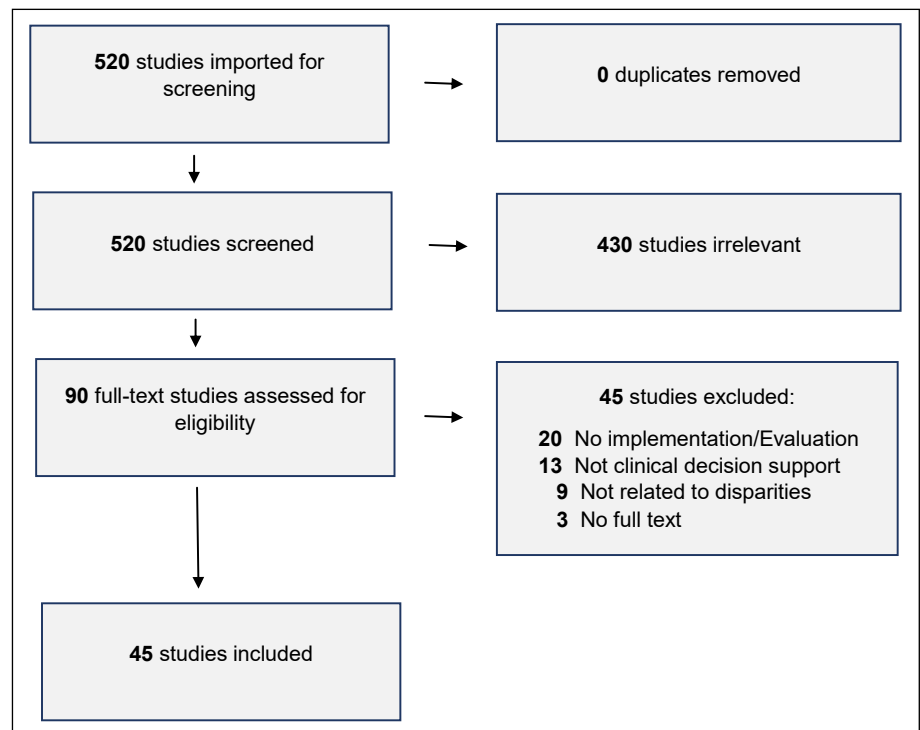 520 studies imported for
screening
0 duplicates removed
520 studies screened
430 studies irrelevant
90 full-text studies assessed for
eligibility
45 studies excluded:
20 No implementation/Evaluation
13 Not clinical decision support
9 Not related to disparities
3 No full text
45 studies included